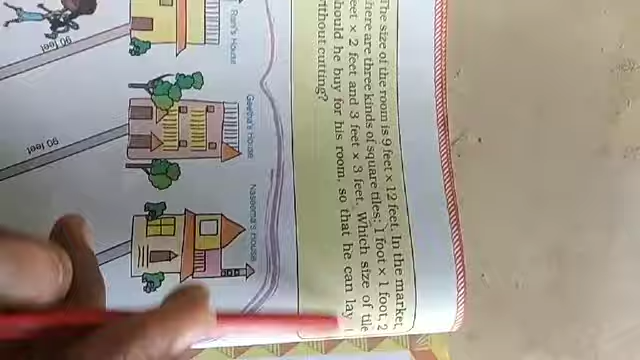 The size of the room is 9 feet × 12 feet. In the market,
there are three kinds of square tiles: 1 foot × 1 foot, 2
feet × 2 feet and 3 feet × 3 feet. Which size of tile
should he buy for his room, so that he can lay
without cutting?
Ram's House
Geetha's House
Naseema's House
90 feet
90 feet